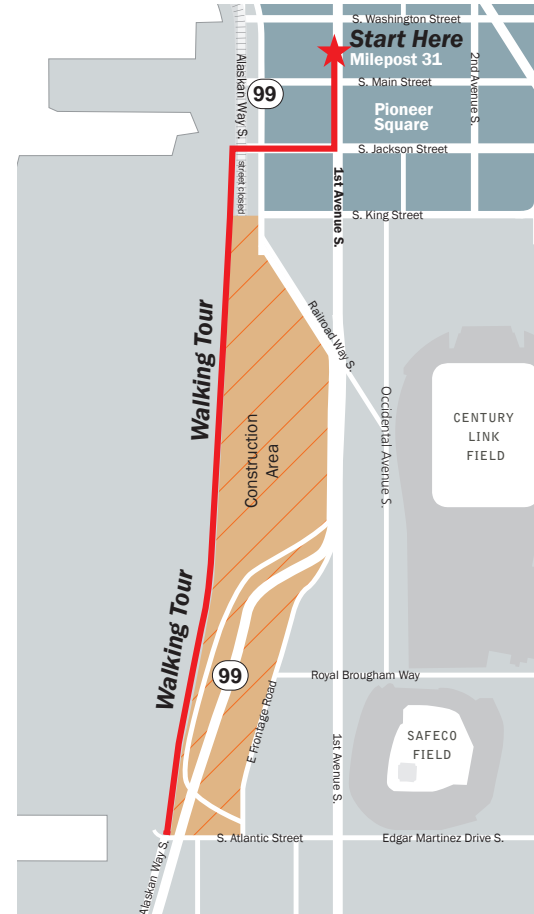 S. Washington Street
Start Here
Milepost 31
Alaskan Way S.
99
S. Main Street
2nd Avenue S.
Pioneer
Square
S. Jackson Street
street closed
1st Avenue S.
S. King Street
Railroad Way S.
Walking Tour
Occidental Avenue S.
CENTURY
LINK
FIELD
Construction
Area
Walking Tour
99
Royal Brougham Way
E Frontage Road
1st Avenue S.
SAFECO
FIELD
S. Atlantic Street
Edgar Martinez Drive S.
Alaskan Way S.